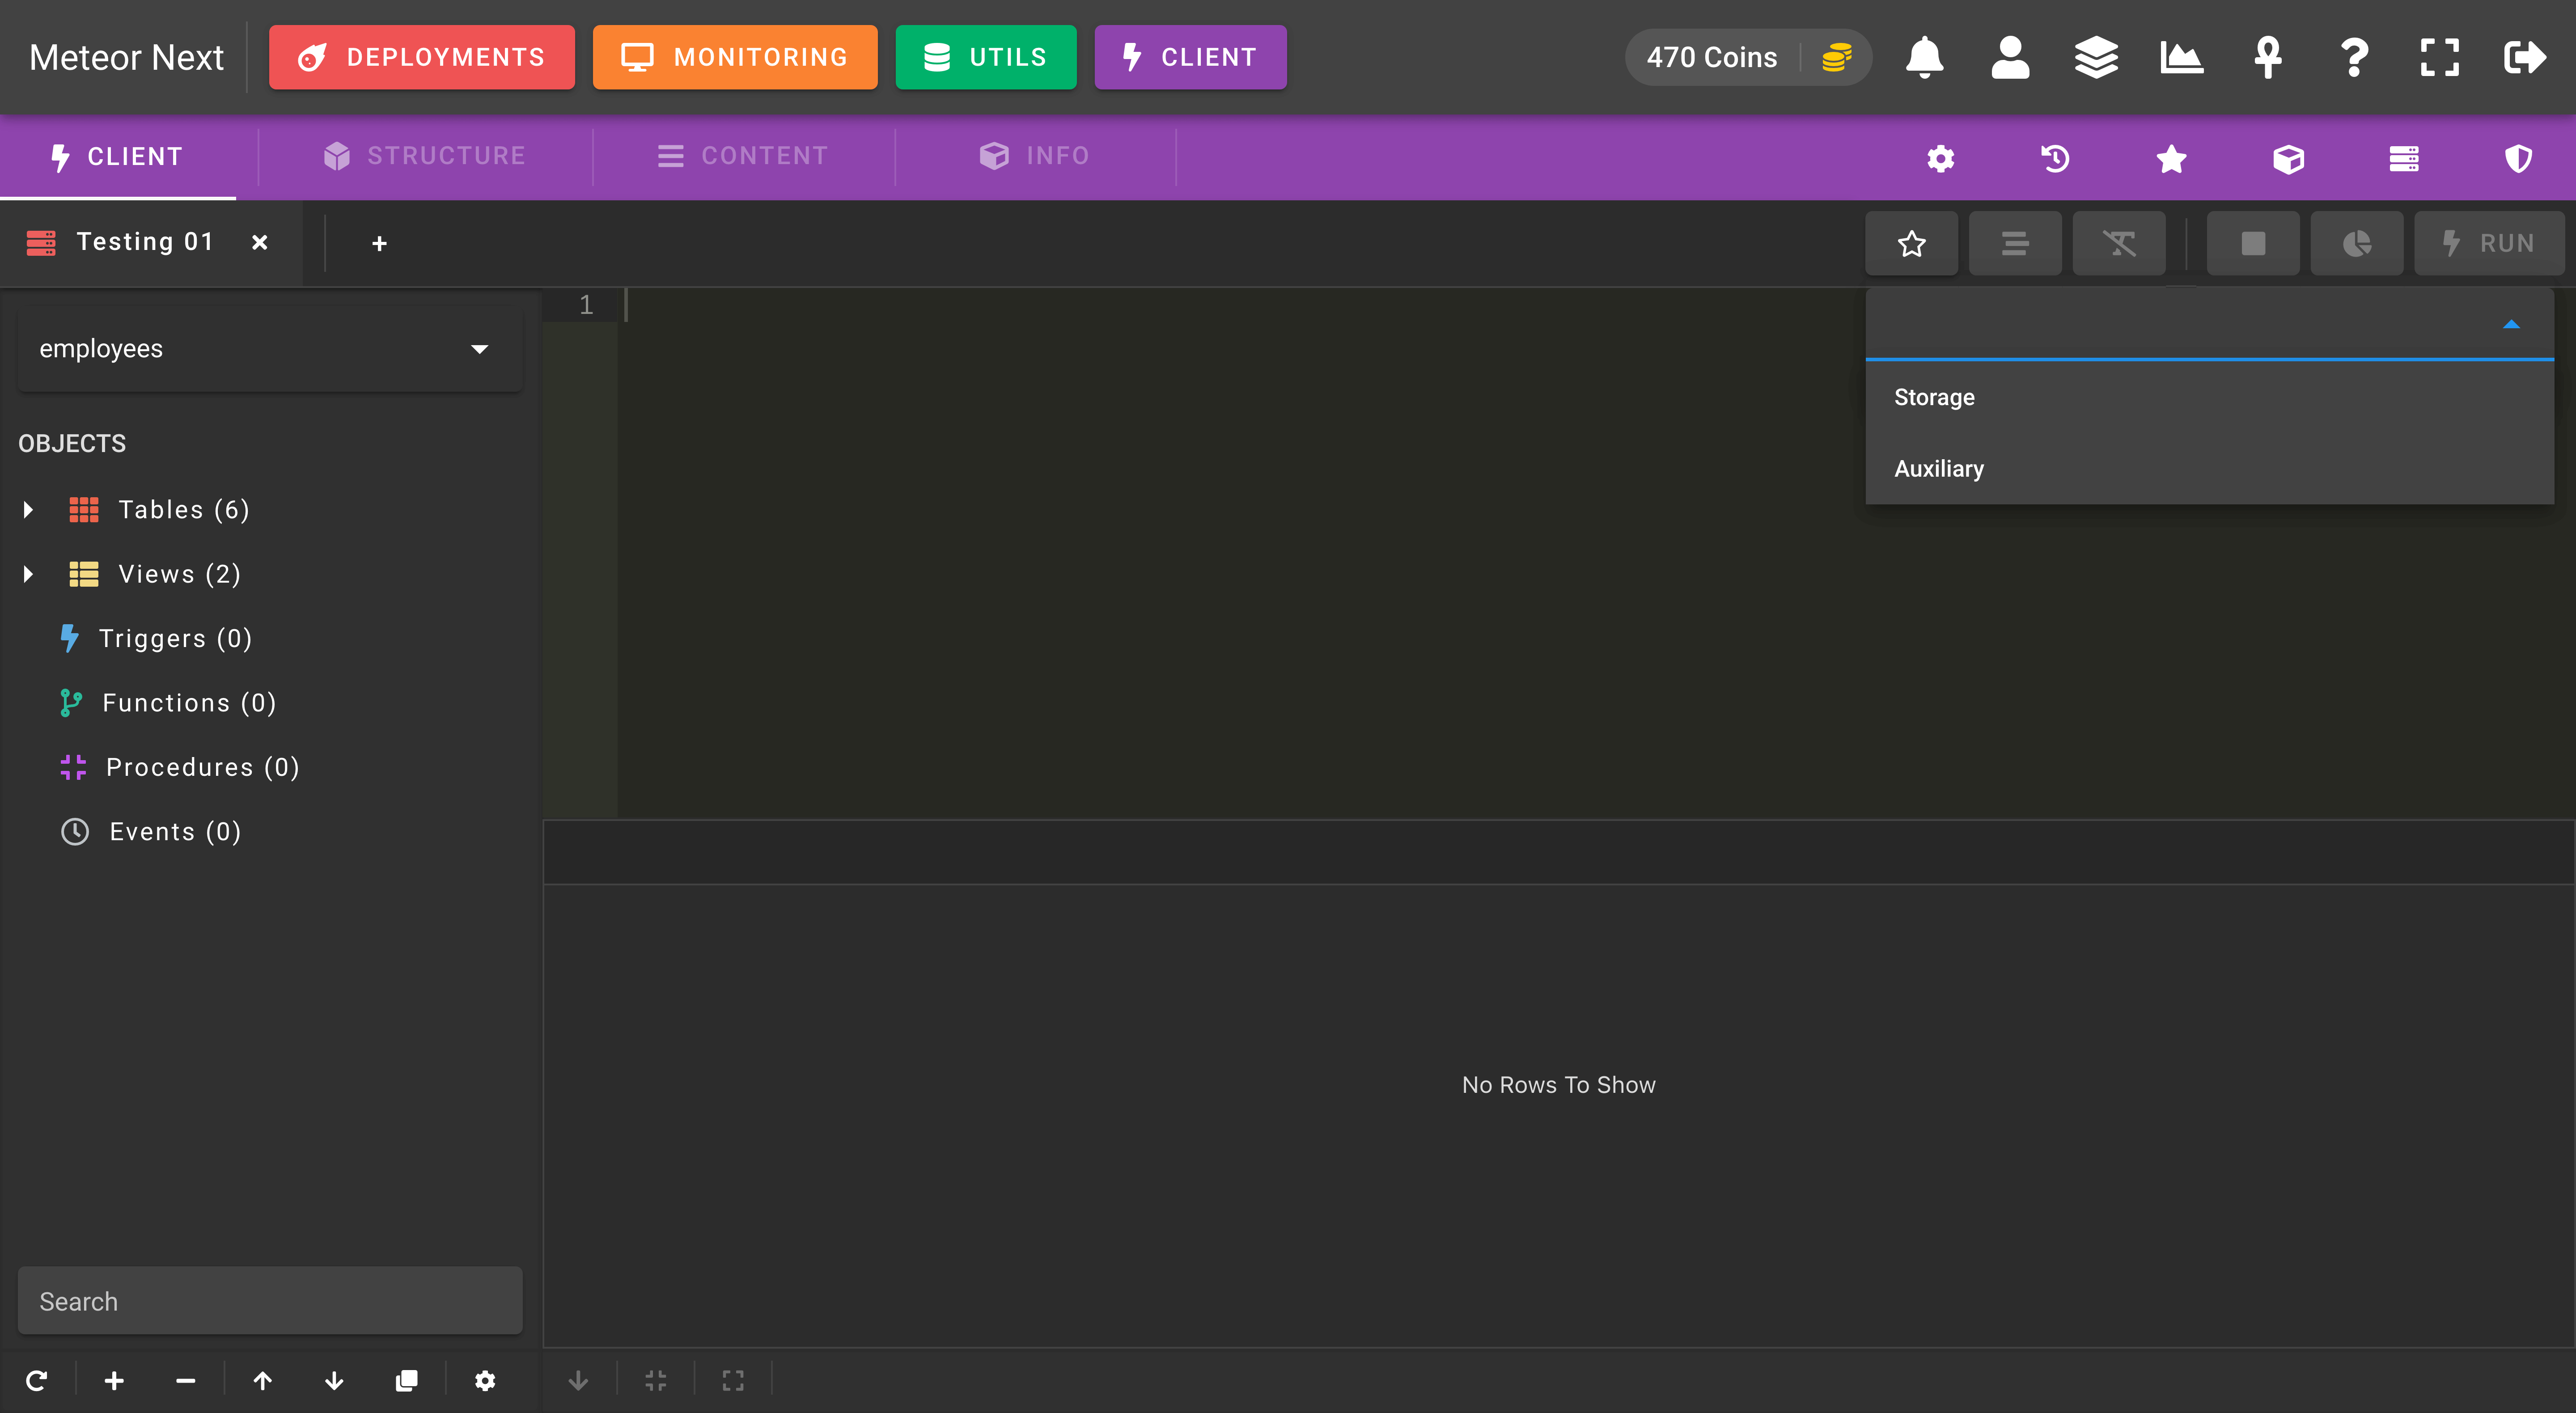 Meteor Next
DEPLOYMENTS
MONITORING
UTILS
CLIENT
470 Coins
CLIENT
STRUCTURE
CONTENT
INFO
Testing 01
RUN
employees
1
Storage
Auxiliary
OBJECTS
Tables (6)
Views (2)
Triggers (0)
Functions (0)
Procedures (0)
Events (0)
No Rows To Show
Search